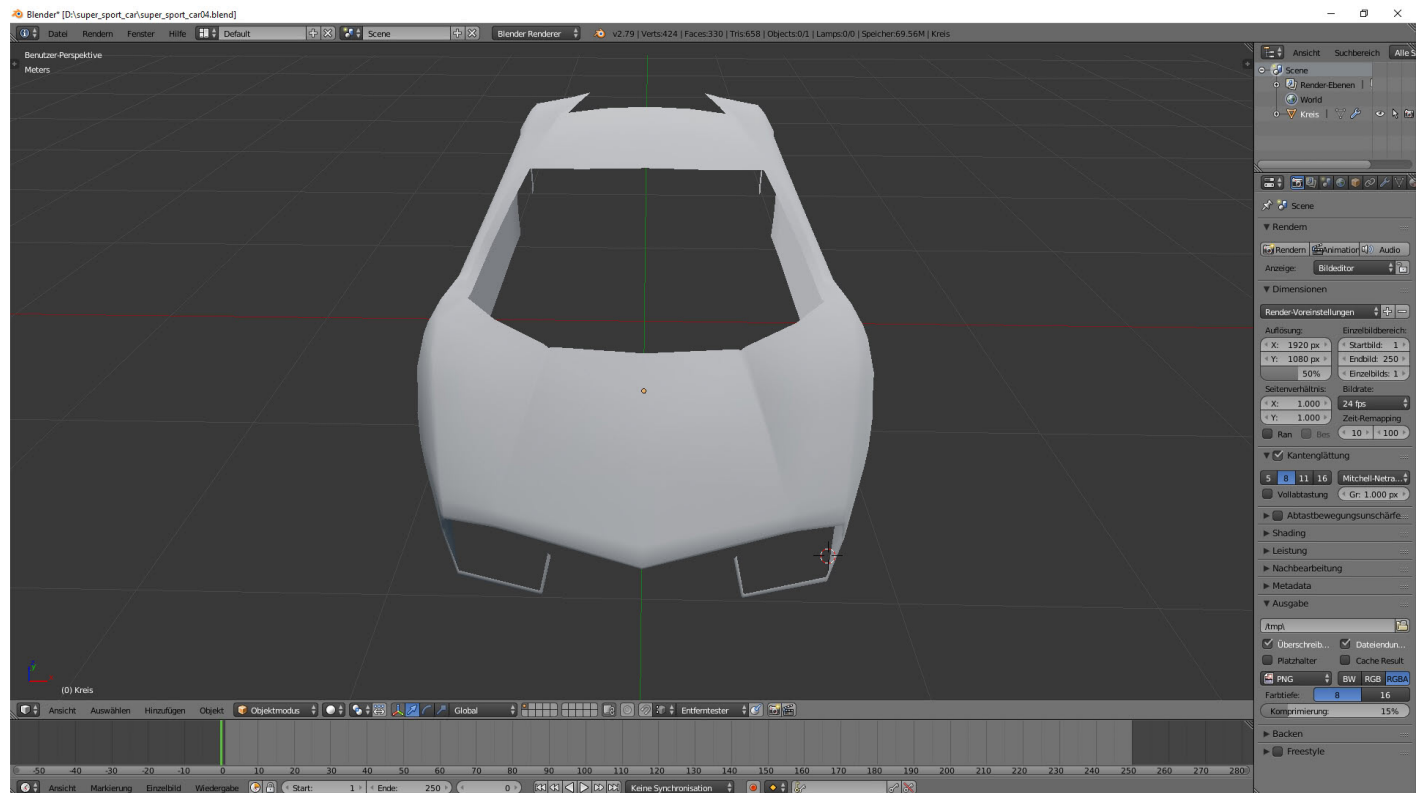 Blender* [D:\super_sport_car\super_sport_car04.blend]
Datei Rendern Fenster Hilfe Default Scene Blender Renderer v2.79 | Verts:424 | Faces:330 | Tris:658 | Objects:0/1 | Lamps:0/0 | Speicher:69.56M | Kreis
Benutzer-Perspektive
Meters
(0) Kreis
Ansicht Auswählen Hinzufügen Objekt Objektmodus Global Entferntester
-50 -40 -30 -20 -10 0 10 20 30 40 50 60 70 80 90 100 110 120 130 140 150 160 170 180 190 200 210 220 230 240 250 260 270 280
Ansicht Markierung Einzelbild Wiedergabe Start: 1 Ende: 250 0 Keine Synchronisation
Ansicht Suchbereich Alle S
Scene
Render-Ebenen |
World
Kreis |
Scene
Rendern
Rendern Animation Audio
Anzeige: Bildeditor
Dimensionen
Render-Voreinstellungen
Auflösung: Einzelbildbereich:
X: 1920 px Startbild: 1
Y: 1080 px Endbild: 250
50% Einzelbilds: 1
Seitenverhältnis: Bildrate:
X: 1.000 24 fps
Y: 1.000 Zeit-Remapping
Ran Bes 10 100
Kantenglättung
5 8 11 16 Mitchell-Netra...
Vollabtastung Gr: 1.000 px
Abtastbewegungsunschärfe
Shading
Leistung
Nachbearbeitung
Metadata
Ausgabe
/tmp\
Überschreib... Dateiendun...
Platzhalter Cache Result
PNG BW RGB RGBA
Farbtiefe: 8 16
Komprimierung: 15%
Backen
Freestyle